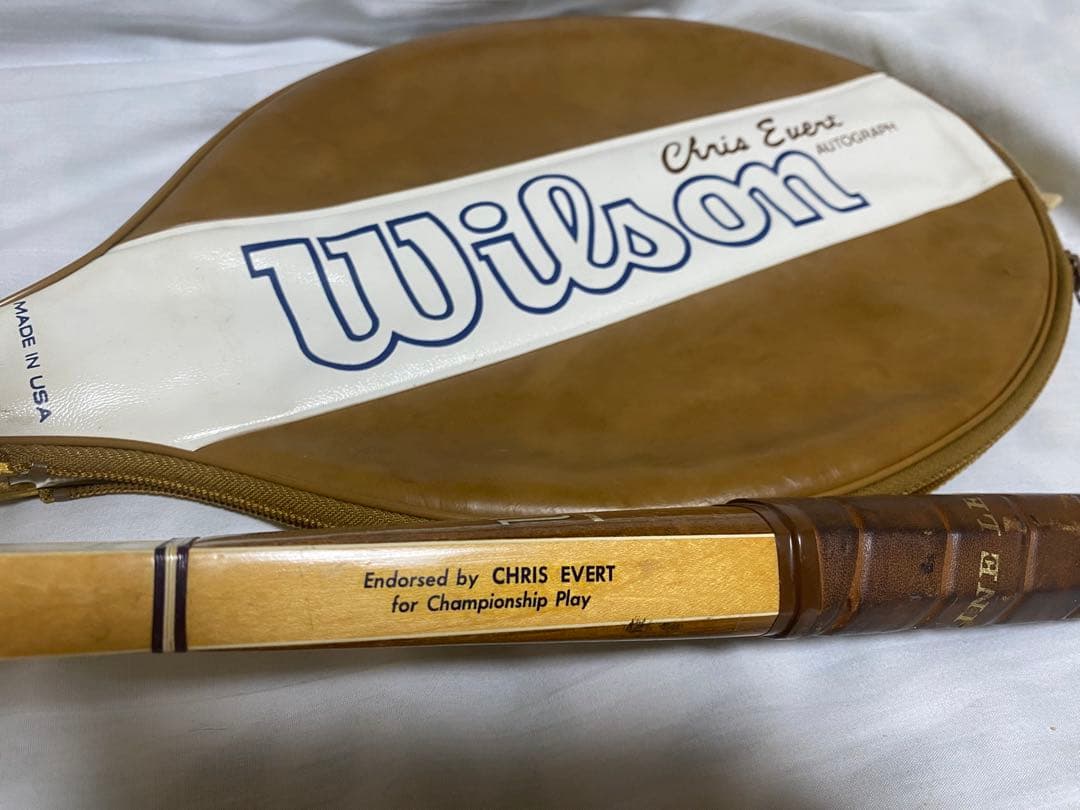 Chris Evert
AUTOGRAPH
Wilson
MADE IN USA
Endorsed by CHRIS EVERT
for Championship Play